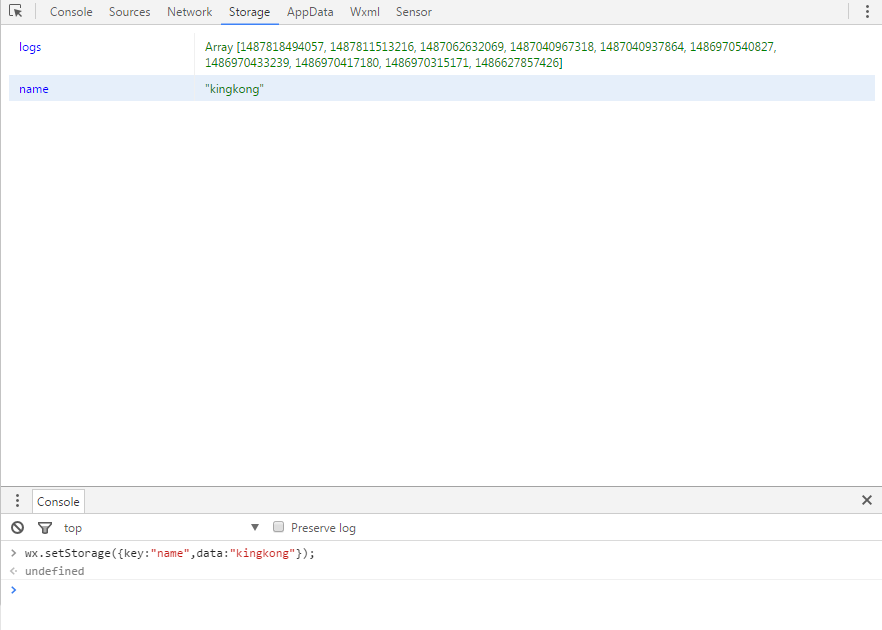 Console Sources Network Storage AppData Wxml Sensor
logs Array [1487818494057, 1487811513216, 1487062632069, 1487040967318, 1487040937864, 1486970540827,
1486970433239, 1486970417180, 1486970315171, 1486627857426]
name "kingkong"
Console
top Preserve log
wx.setStorage({key:"name",data:"kingkong"});
undefined